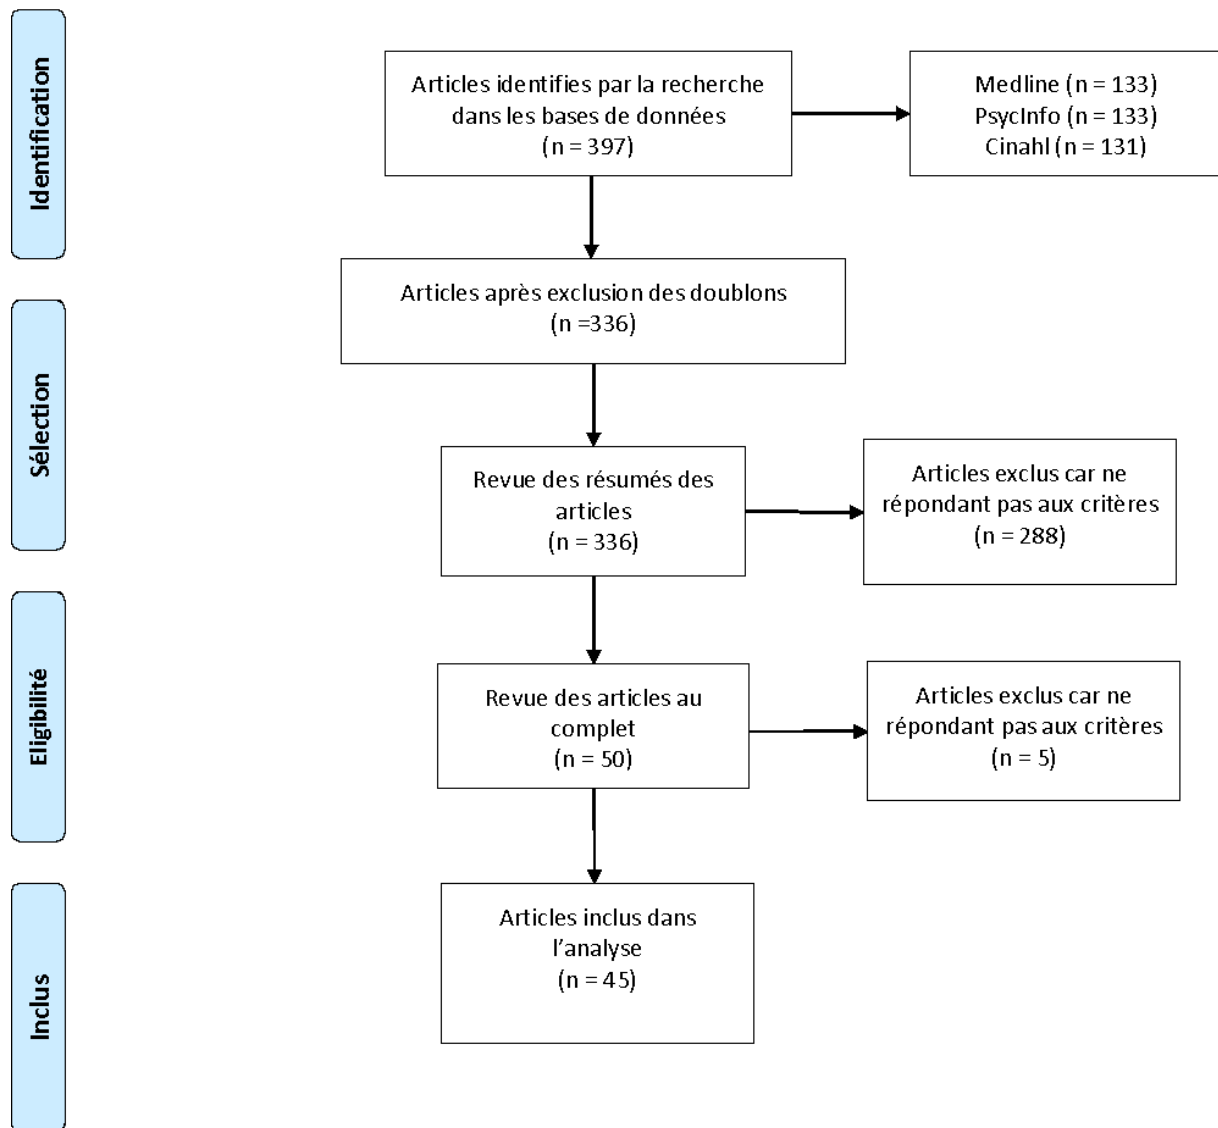 Identification
Articles identifies par la recherche
dans les bases de données
(n = 397)
Medline (n = 133)
PsycInfo (n = 133)
Cinahl (n = 131)
Articles après exclusion des doublons
(n =336)
Sélection
Revue des résumés des
articles
(n = 336)
Articles exclus car ne
répondant pas aux critères
(n = 288)
Eligibilité
Revue des articles au
complet
(n = 50)
Articles exclus car ne
répondant pas aux critères
(n = 5)
Inclus
Articles inclus dans
l'analyse
(n = 45)